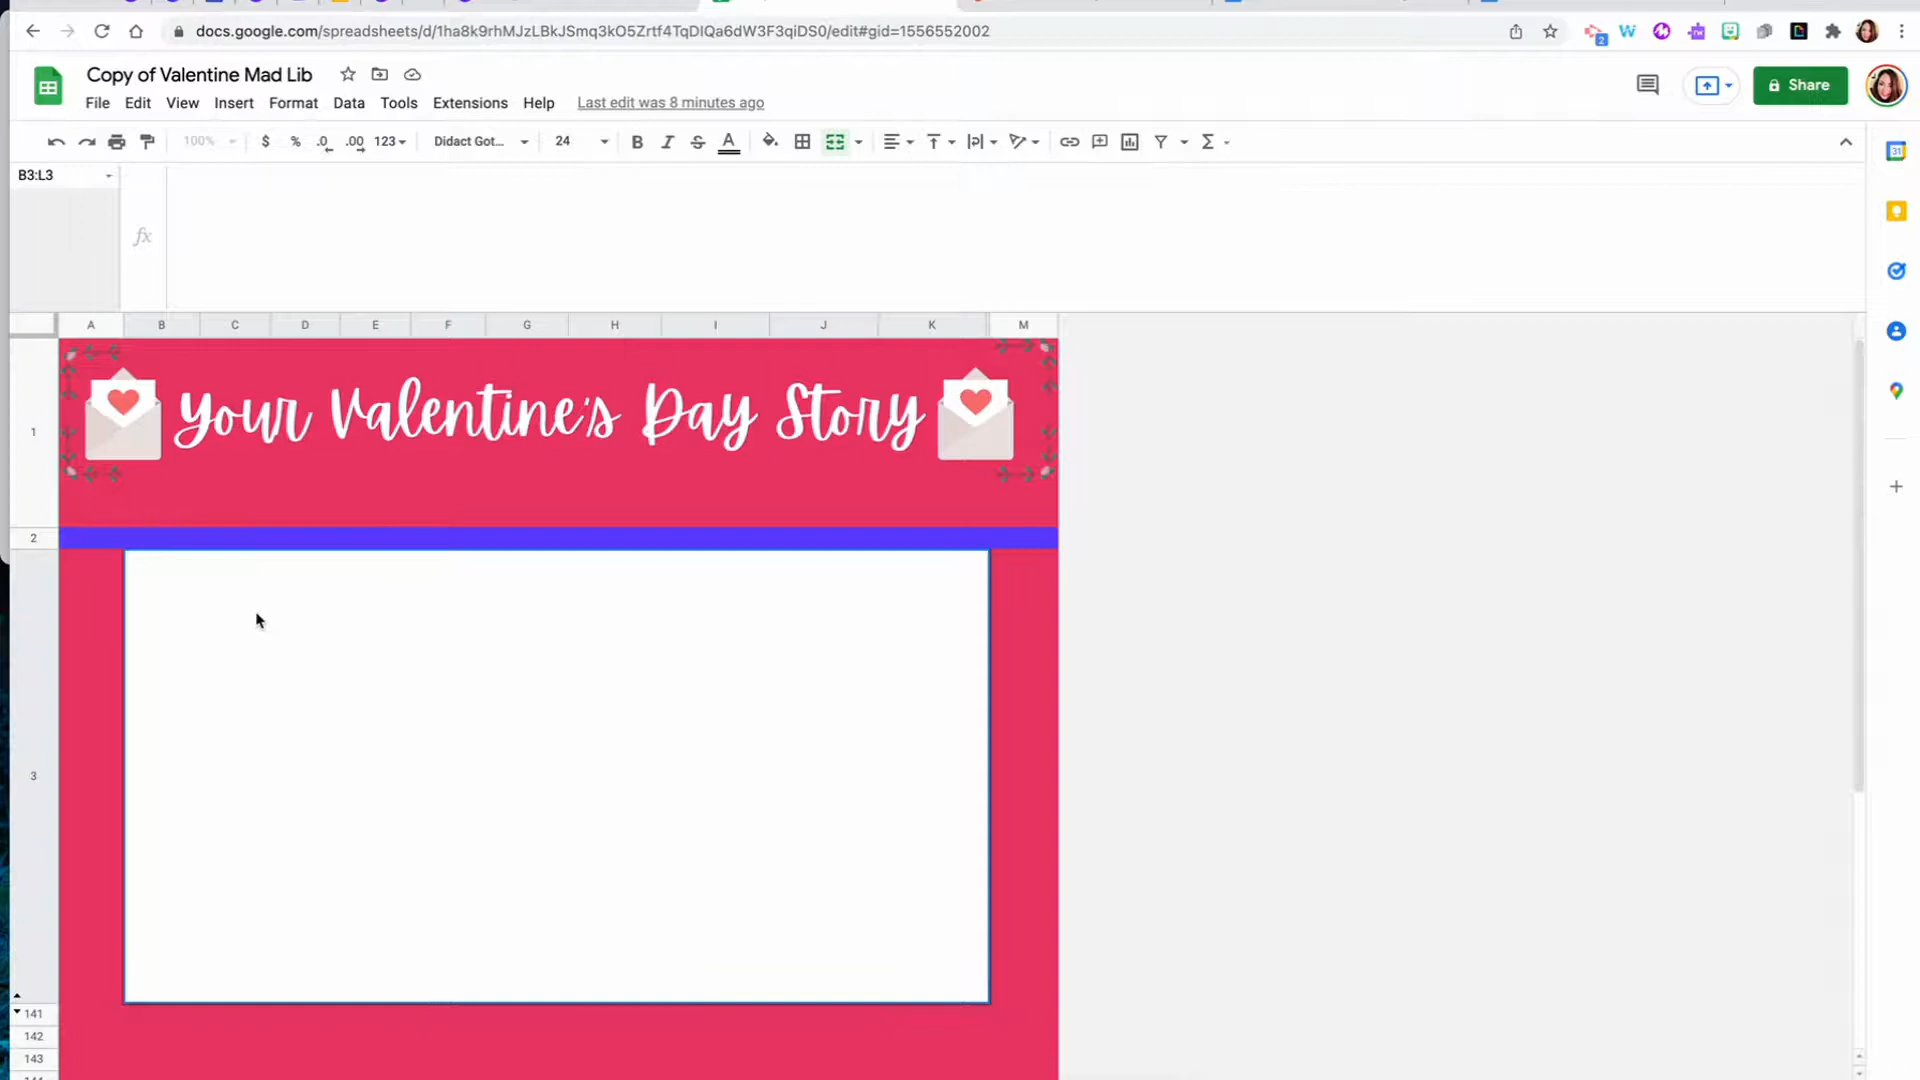 docs.google.com/spreadsheets/d/1ha8k9rhMJzLBkJSmq3kO5Zrtf4TqDIQa6dW3F3qiDS0/edit#gid=1556552002
2
Copy of Valentine Mad Lib
File Edit View Insert Format Data Tools Extensions Help Last edit was 8 minutes ago
Share
100% $ % .0 .00 123 Didact Got... 24 B I S A Σ
31
B3:L3
fx
A B C D E F G H I J K M
1
Your Valentine's Day Story
2
3
141
142
143